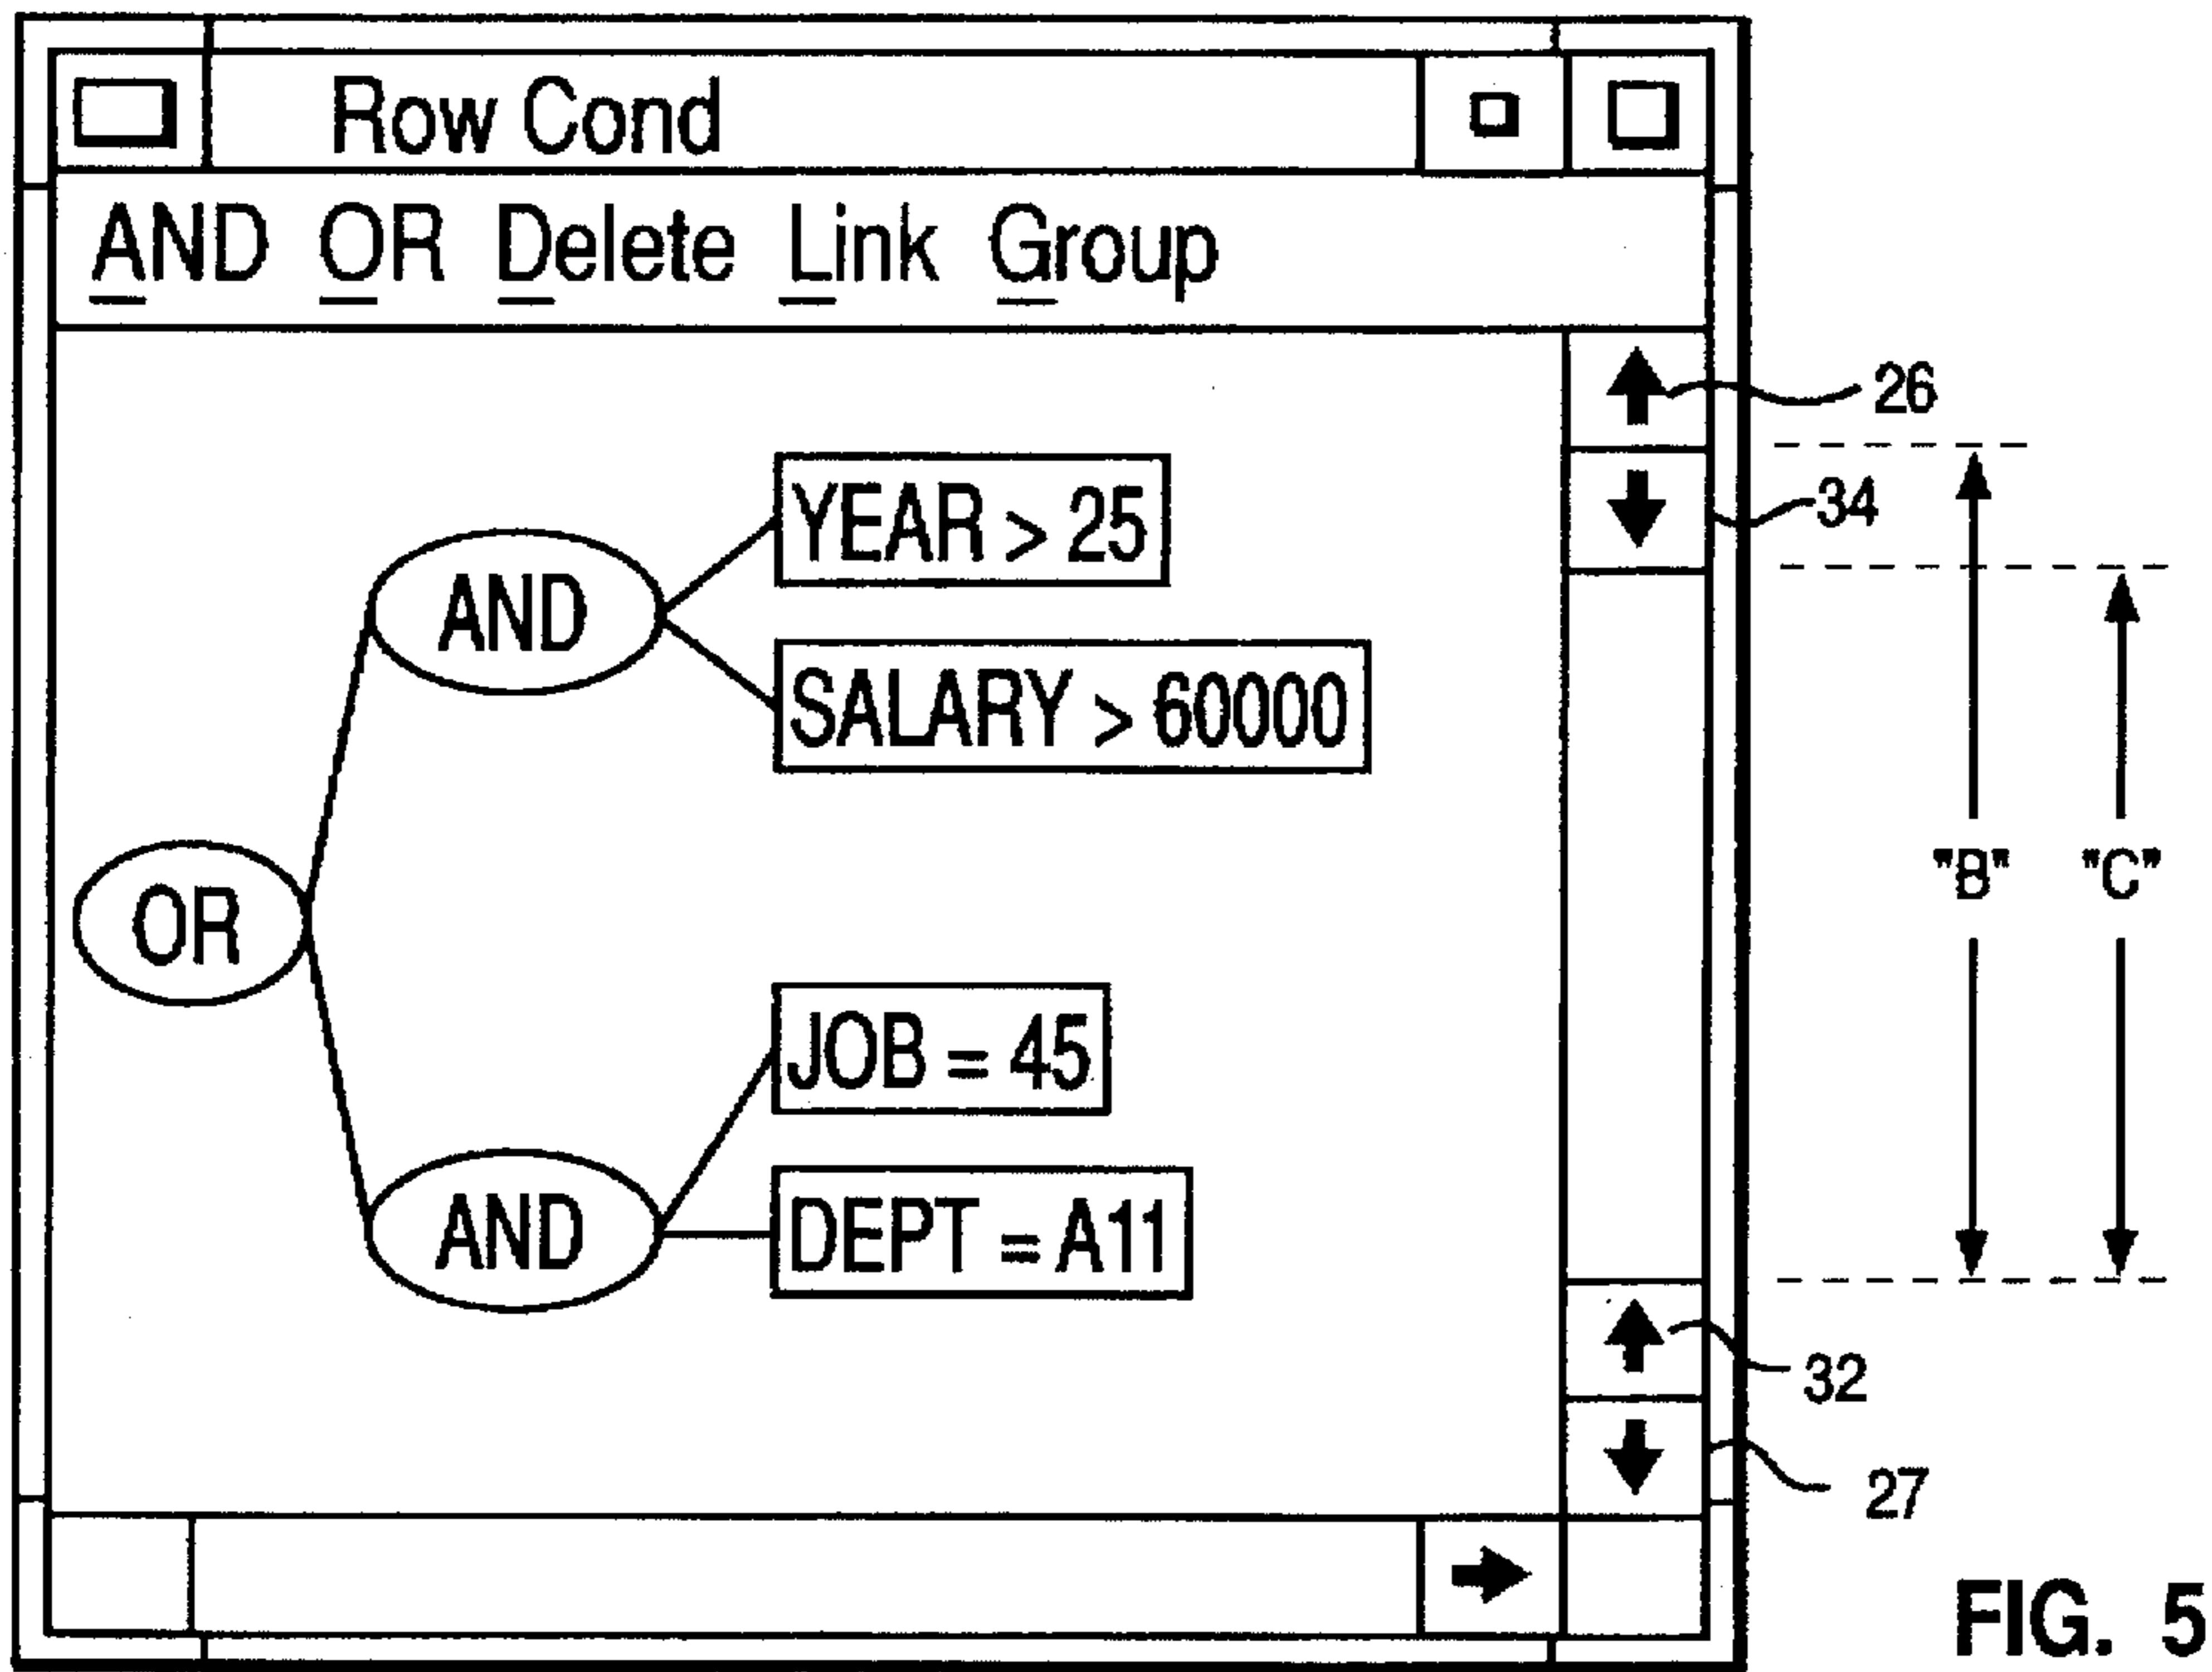 Row Cond
AND OR Delete Link Group
26
34
YEAR > 25
AND
SALARY > 60000
"B" "C"
OR
JOB = 45
AND
DEPT = A11
32
27
FIG. 5